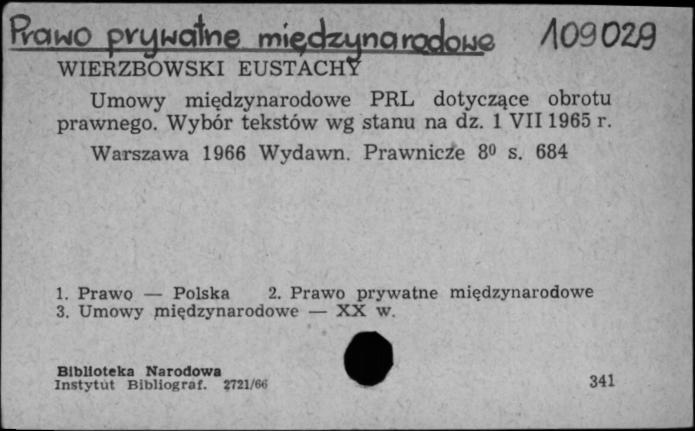 Prawo prywatne międzynarodowe 109029
WIERZBOWSKI EUSTACHY
Umowy międzynarodowe PRL dotyczące obrotu
prawnego. Wybór tekstów wg stanu na dz. 1 VII 1965 r.
Warszawa 1966 Wydawn. Prawnicze 8⁰ s. 684
1. Prawo — Polska 2. Prawo prywatne międzynarodowe
3. Umowy międzynarodowe — XX w.
Biblioteka Narodowa
Instytut Bibliograf. 2721/66
341